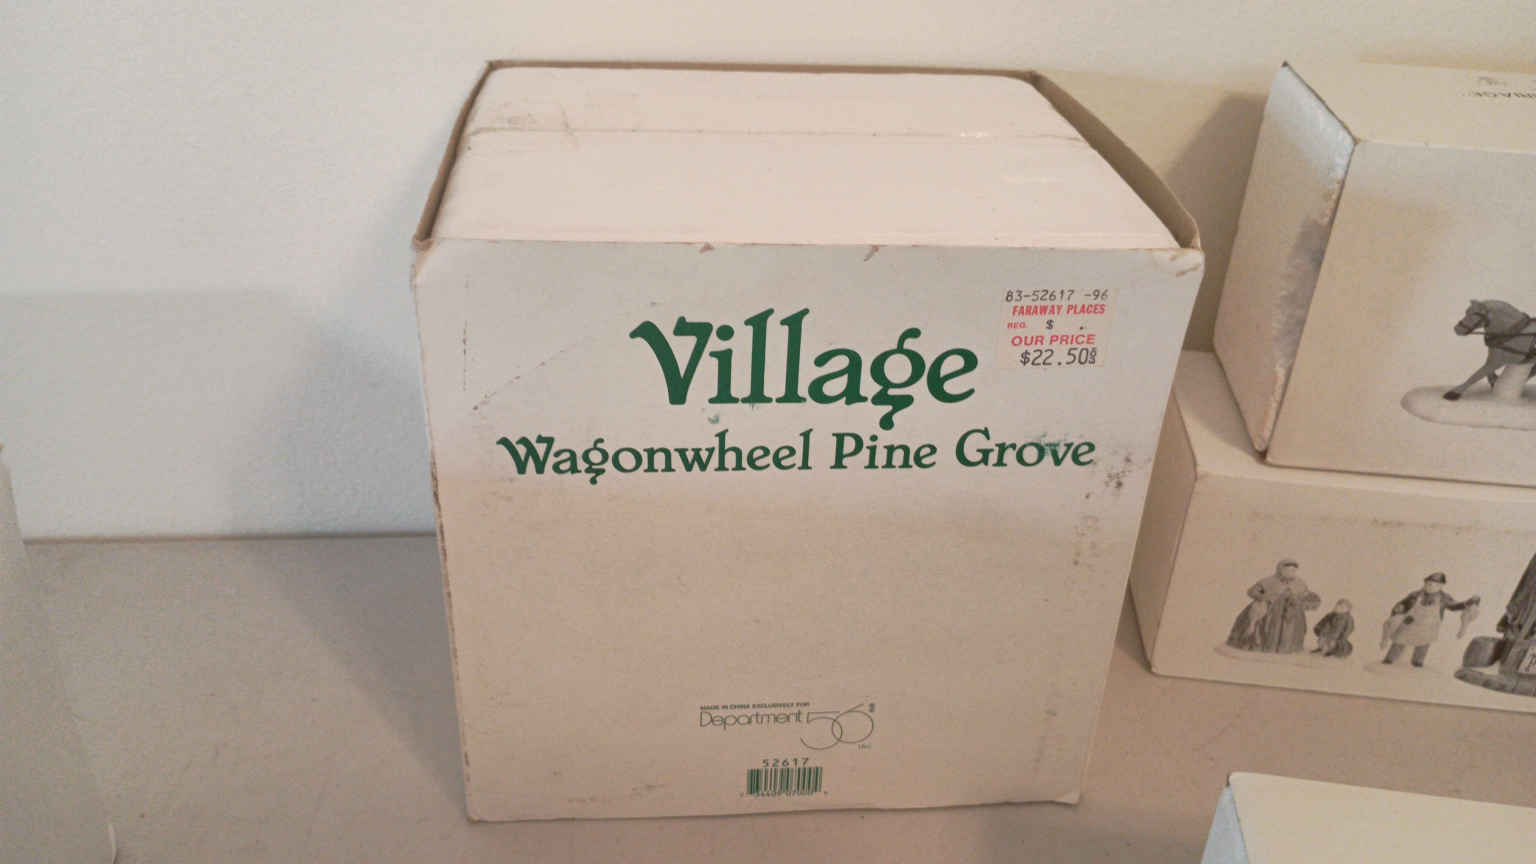 83-52617 -96
FARAWAY PLACES
REG. $ .
OUR PRICE
$22.50
Village
Wagonwheel Pine Grove
MADE IN CHINA EXCLUSIVELY FOR
Department 56
52617